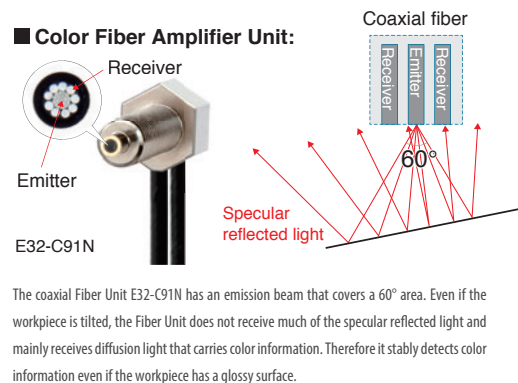 ■ Color Fiber Amplifier Unit:
Receiver
Emitter
E32-C91N
Coaxial fiber
Receiver
Emitter
Receiver
60°
Specular
reflected light
The coaxial Fiber Unit E32-C91N has an emission beam that covers a 60° area. Even if the
workpiece is tilted, the Fiber Unit does not receive much of the specular reflected light and
mainly receives diffusion light that carries color information. Therefore it stably detects color
information even if the workpiece has a glossy surface.